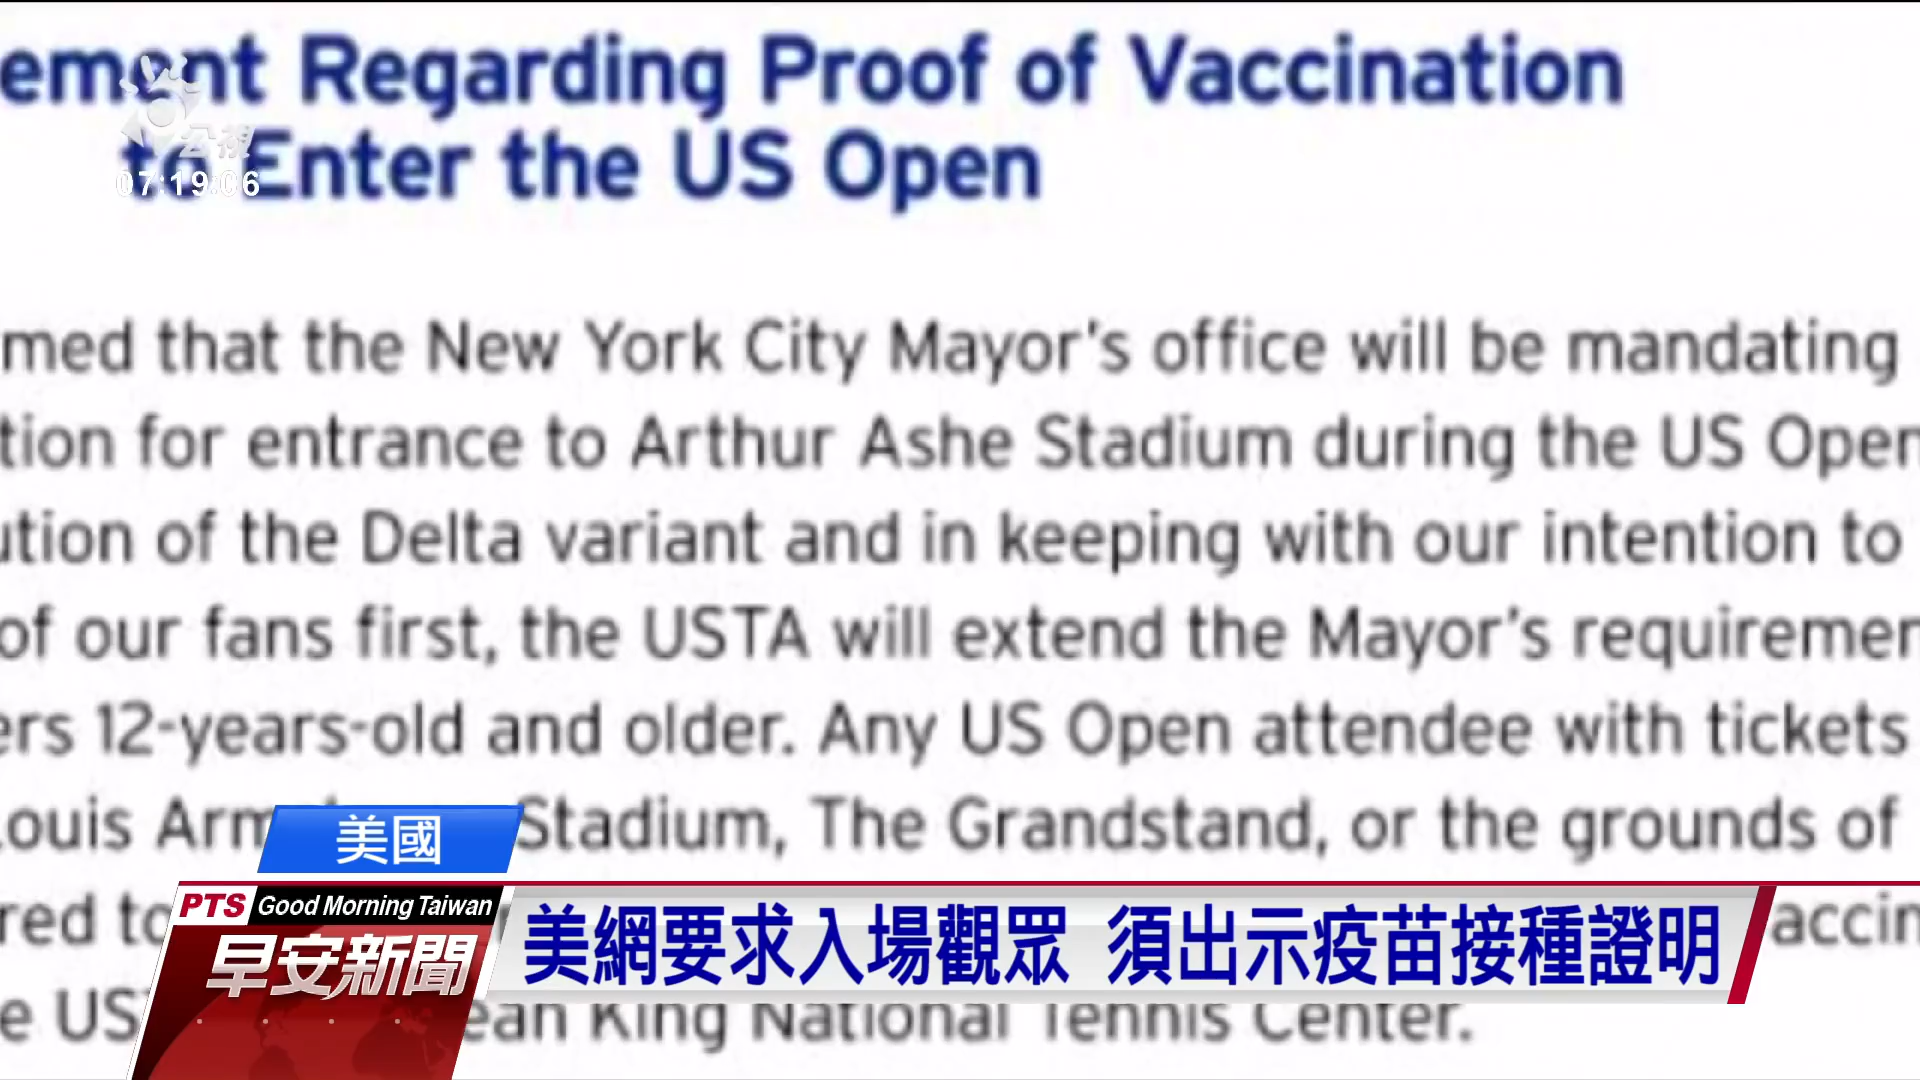 ement Regarding Proof of Vaccination
to Enter the US Open
公視
07:19:06
med that the New York City Mayor's office will be mandating
tion for entrance to Arthur Ashe Stadium during the US Open
ution of the Delta variant and in keeping with our intention to
of our fans first, the USTA will extend the Mayor's requiremen
ers 12-years-old and older. Any US Open attendee with tickets
Louis Arm Stadium, The Grandstand, or the grounds of
red to accin
e US ean King National Tennis Center.
美國
PTS Good Morning Taiwan
早安新聞
美網要求入場觀眾 須出示疫苗接種證明